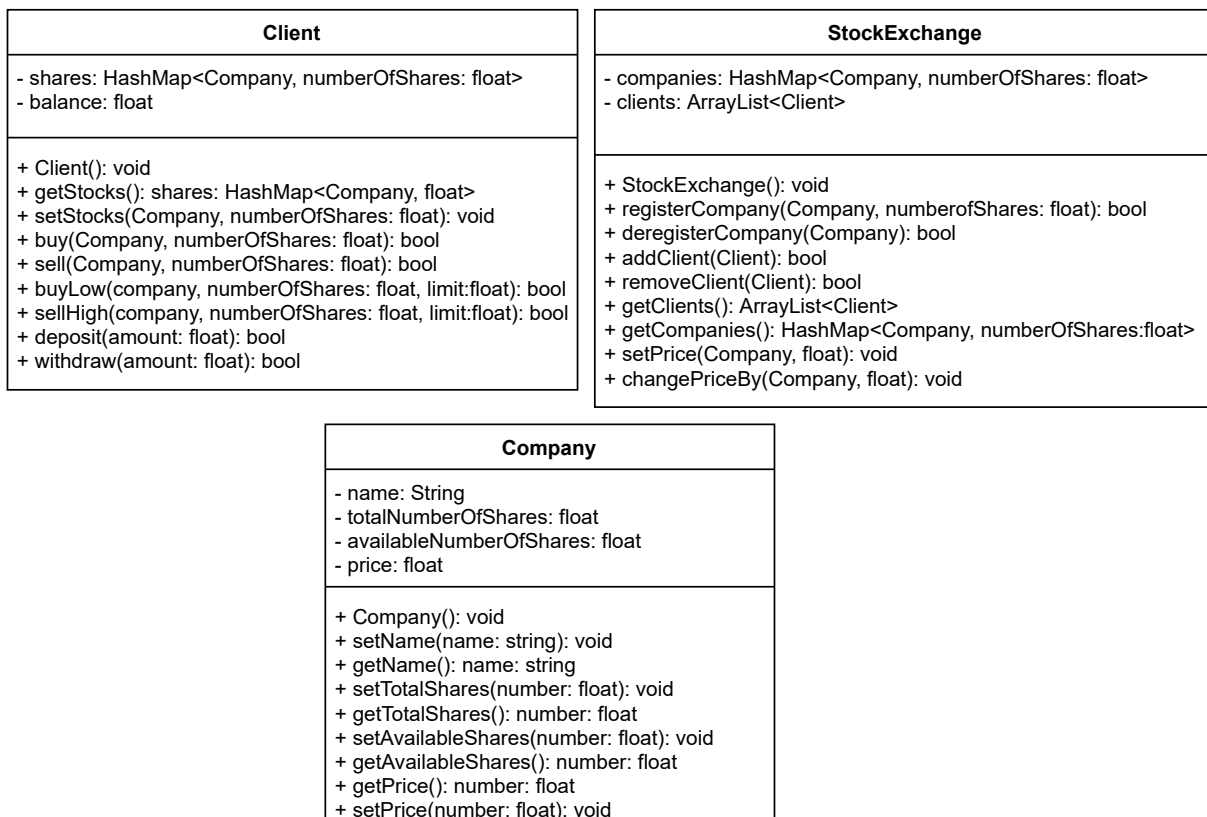 Client
- shares: HashMap<Company, numberOfShares: float>
- balance: float
+ Client(): void
+ getStocks(): shares: HashMap<Company, float>
+ setStocks(Company, numberOfShares: float): void
+ buy(Company, numberOfShares: float): bool
+ sell(Company, numberOfShares: float): bool
+ buyLow(company, numberOfShares: float, limit:float): bool
+ sellHigh(company, numberOfShares: float, limit:float): bool
+ deposit(amount: float): bool
+ withdraw(amount: float): bool
StockExchange
- companies: HashMap<Company, numberOfShares: float>
- clients: ArrayList<Client>
+ StockExchange(): void
+ registerCompany(Company, numberofShares: float): bool
+ deregisterCompany(Company): bool
+ addClient(Client): bool
+ removeClient(Client): bool
+ getClients(): ArrayList<Client>
+ getCompanies(): HashMap<Company, numberOfShares:float>
+ setPrice(Company, float): void
+ changePriceBy(Company, float): void
Company
- name: String
- totalNumberOfShares: float
- availableNumberOfShares: float
- price: float
+ Company(): void
+ setName(name: string): void
+ getName(): name: string
+ setTotalShares(number: float): void
+ getTotalShares(): number: float
+ setAvailableShares(number: float): void
+ getAvailableShares(): number: float
+ getPrice(): number: float
+ setPrice(number: float): void